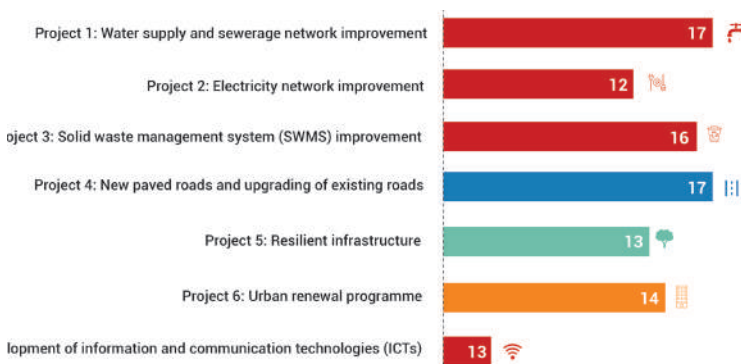 Project 1: Water supply and sewerage network improvement 17
Project 2: Electricity network improvement 12
oject 3: Solid waste management system (SWMS) improvement 16
Project 4: New paved roads and upgrading of existing roads 17
Project 5: Resilient infrastructure 13
Project 6: Urban renewal programme 14
lopment of information and communication technologies (ICTs) 13